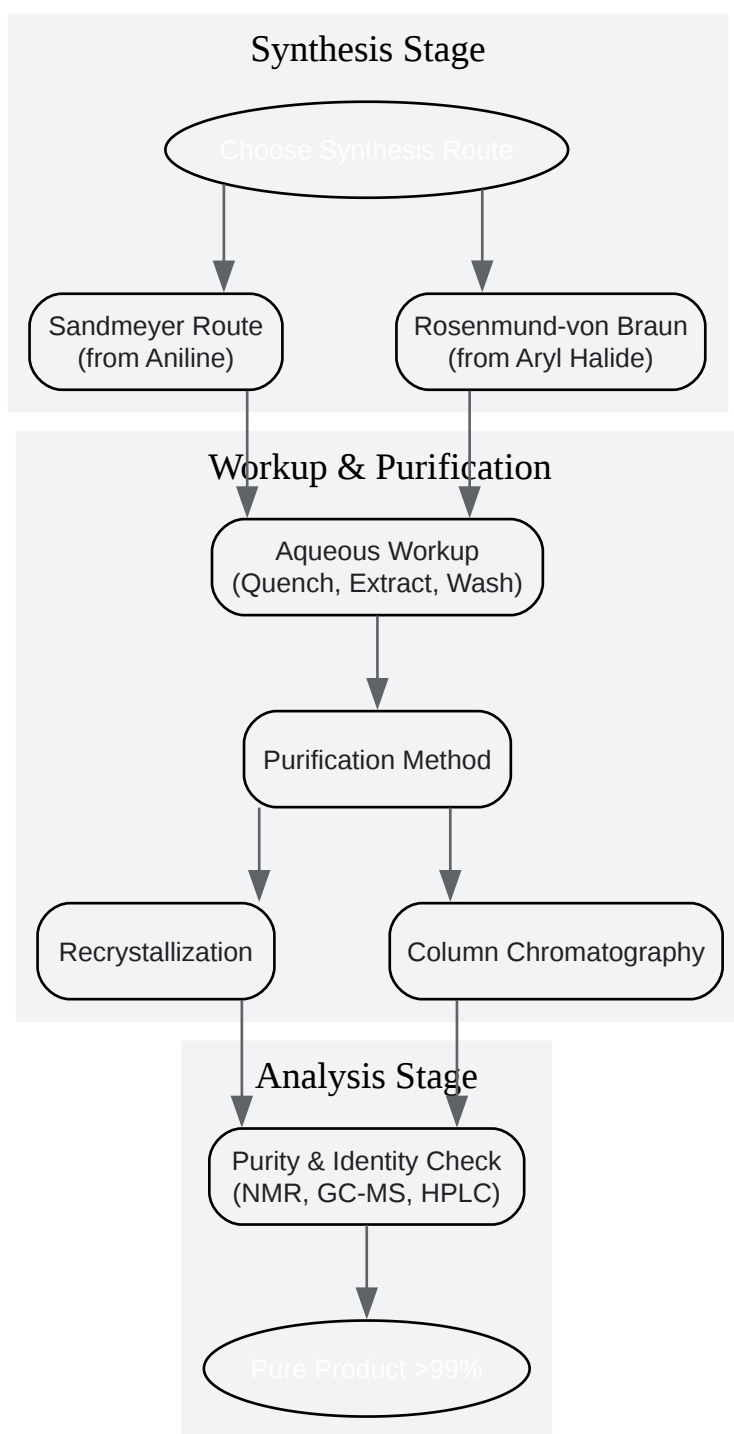 Synthesis Stage
Choose Synthesis Route
Sandmeyer Route
(from Aniline)
Rosenmund-von Braun
(from Aryl Halide)
Workup & Purification
Aqueous Workup
(Quench, Extract, Wash)
Purification Method
Recrystallization
Column Chromatography
Analysis Stage
Purity & Identity Check
(NMR, GC-MS, HPLC)
Pure Product >99%